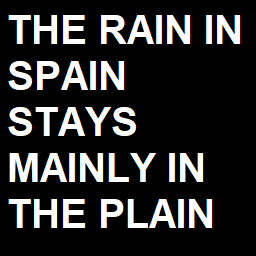 THE RAIN IN
SPAIN
STAYS
MAINLY IN
THE PLAIN